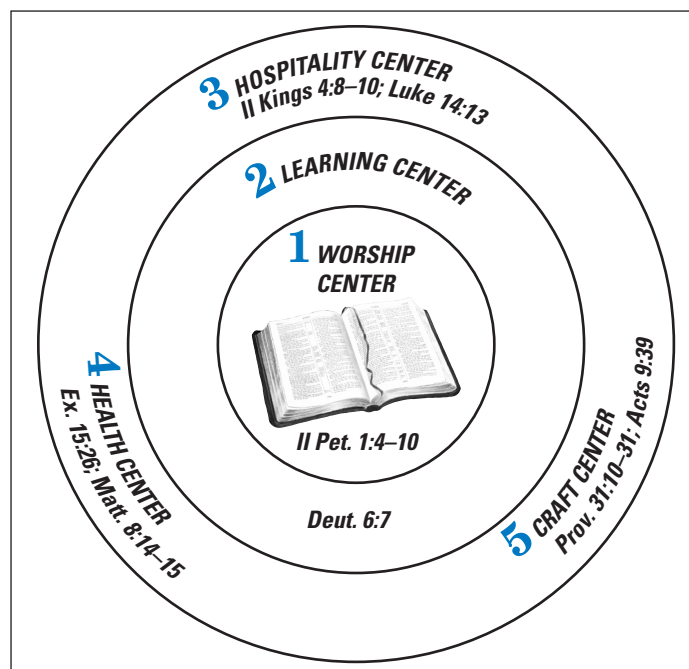 3 HOSPITALITY CENTER
II Kings 4:8–10; Luke 14:13
2 LEARNING CENTER
1 WORSHIP
CENTER
II Pet. 1:4–10
Deut. 6:7
4 HEALTH CENTER
Ex. 15:26; Matt. 8:14–15
5 CRAFT CENTER
Prov. 31:10–31; Acts 9:39